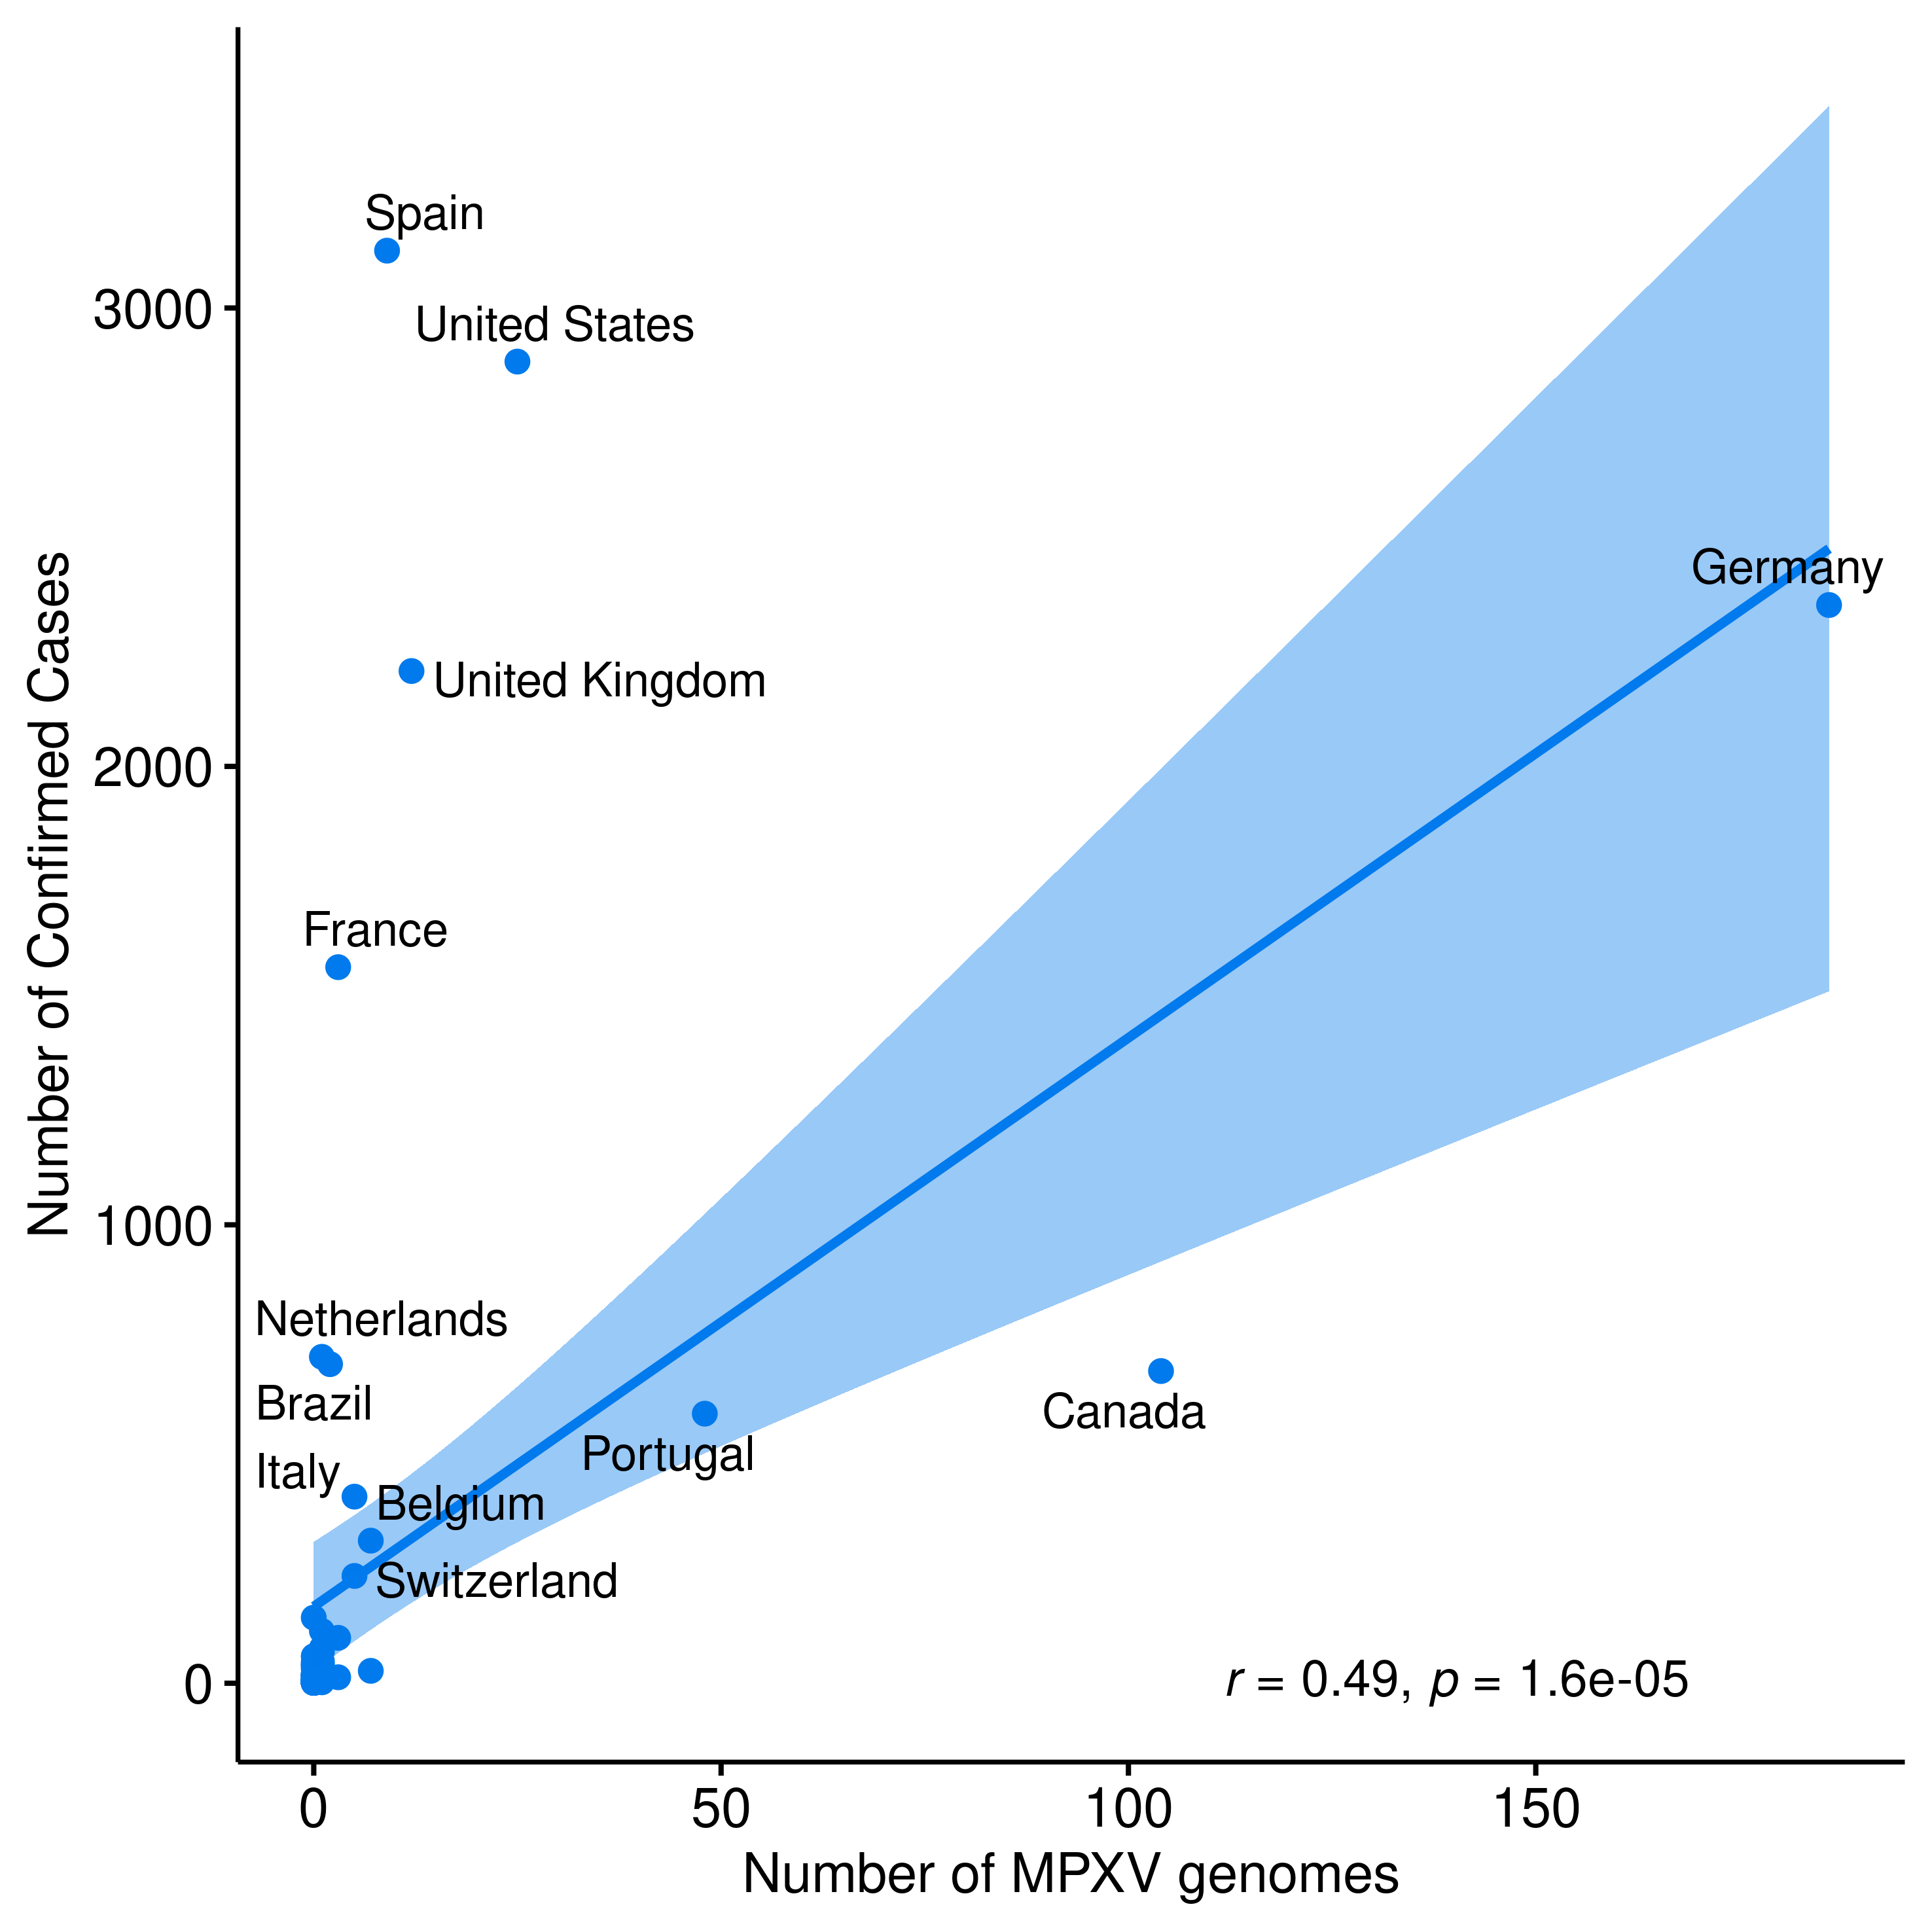 Spain
3000
United States
Germany
United Kingdom
2000
France
Number of Confirmed Cases
1000
Netherlands
Canada
Brazil
Portugal
Italy
Belgium
Switzerland
0
r = 0.49, p = 1.6e-05
0 50 100 150
Number of MPXV genomes